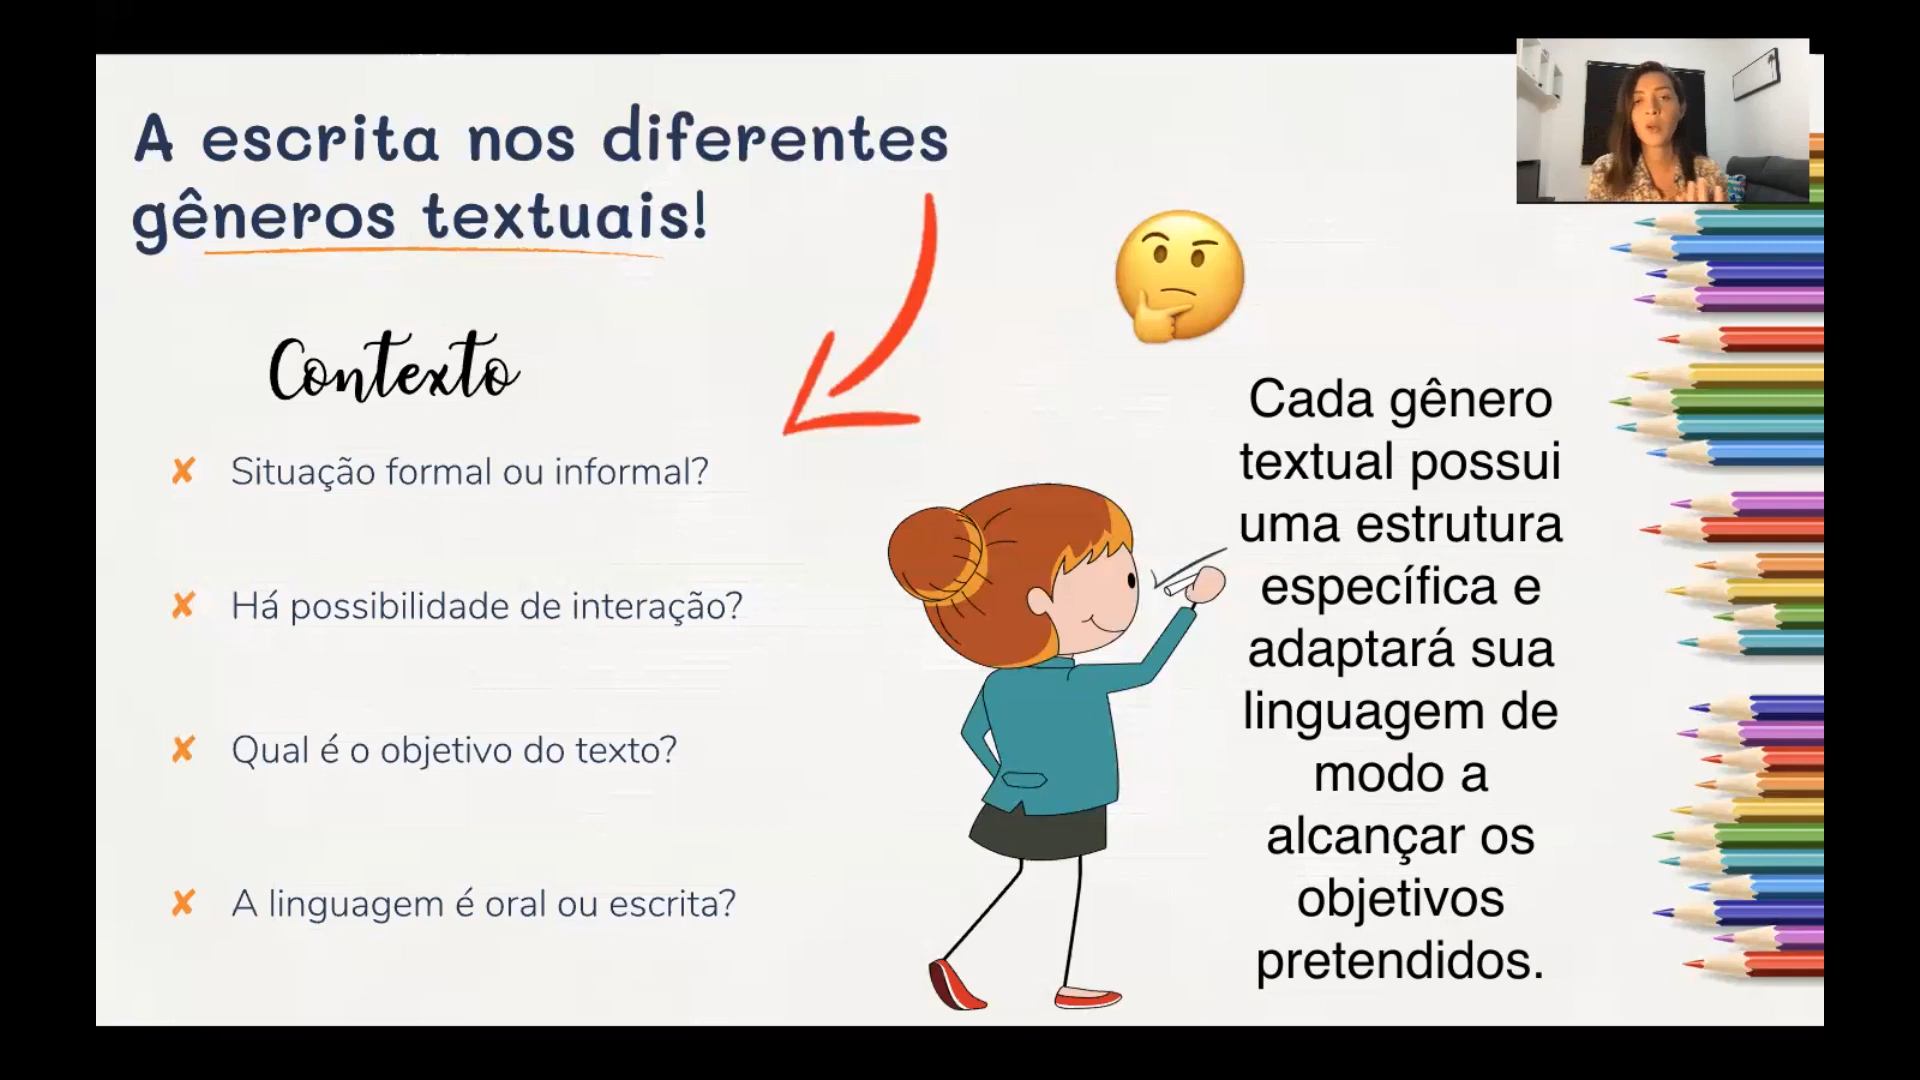 A escrita nos diferentes
gêneros textuais!
Contexto
✘ Situação formal ou informal?
✘ Há possibilidade de interação?
✘ Qual é o objetivo do texto?
✘ A linguagem é oral ou escrita?
Cada gênero
textual possui
uma estrutura
específica e
adaptará sua
linguagem de
modo a
alcançar os
objetivos
pretendidos.